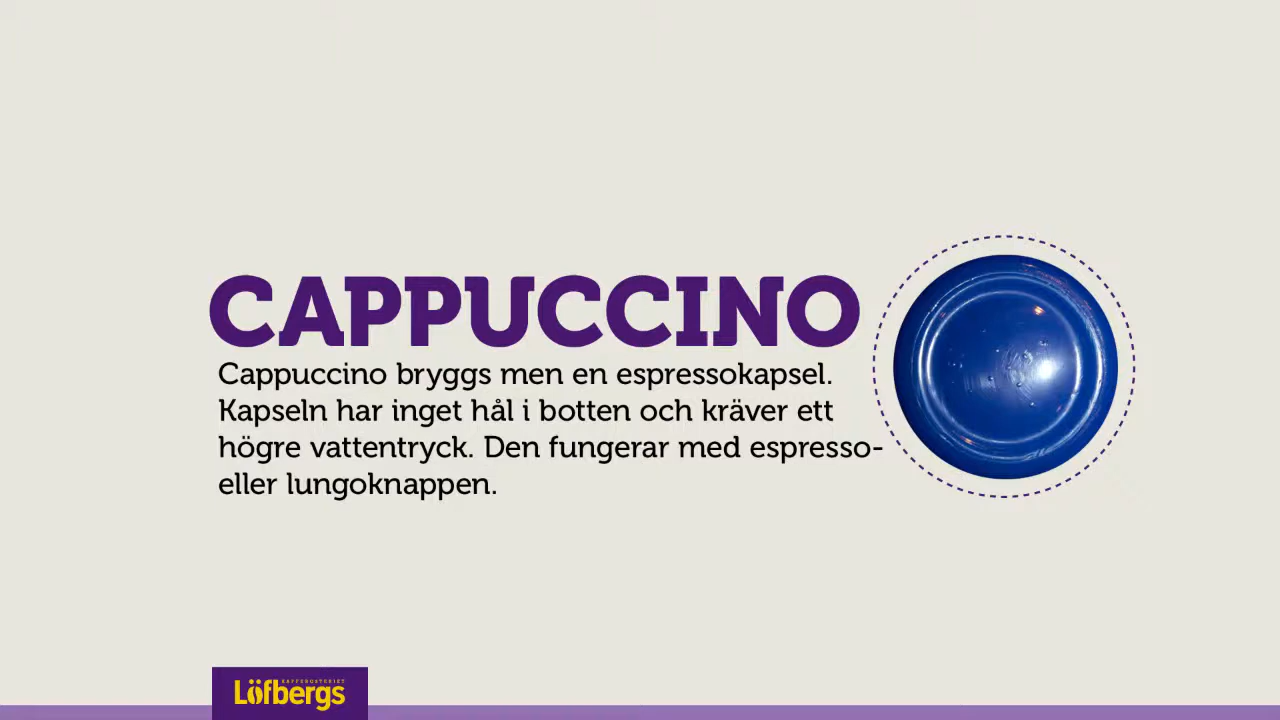 CAPPUCCINO
Cappuccino bryggs men en espressokapsel.
Kapseln har inget hål i botten och kräver ett
högre vattentryck. Den fungerar med espresso-
eller lungoknappen.
KAFFEROSTERIET
Löfbergs